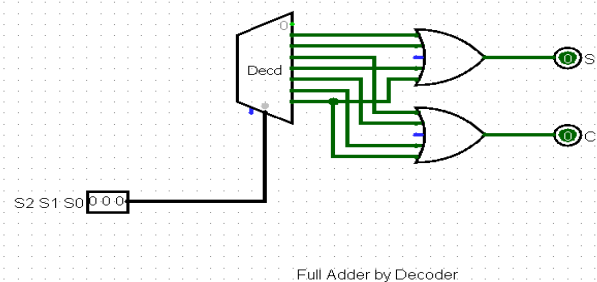 0
Decd
0 S
0 C
S2 S1 S0 0 0 0
Full Adder by Decoder